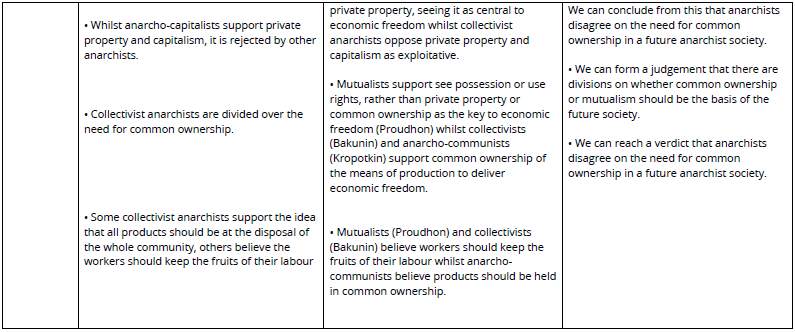 • Whilst anarcho-capitalists support private
property and capitalism, it is rejected by other
anarchists.
• Collectivist anarchists are divided over the
need for common ownership.
• Some collectivist anarchists support the idea
that all products should be at the disposal of
the whole community, others believe the
workers should keep the fruits of their labour
private property, seeing it as central to
economic freedom whilst collectivist
anarchists oppose private property and
capitalism as exploitative.
• Mutualists support see possession or use
rights, rather than private property or
common ownership as the key to economic
freedom (Proudhon) whilst collectivists
(Bakunin) and anarcho-communists
(Kropotkin) support common ownership of
the means of production to deliver
economic freedom.
• Mutualists (Proudhon) and collectivists
(Bakunin) believe workers should keep the
fruits of their labour whilst anarcho-
communists believe products should be held
in common ownership.
We can conclude from this that anarchists
disagree on the need for common
ownership in a future anarchist society.
• We can form a judgement that there are
divisions on whether common ownership
or mutualism should be the basis of the
future society.
• We can reach a verdict that anarchists
disagree on the need for common
ownership in a future anarchist society.